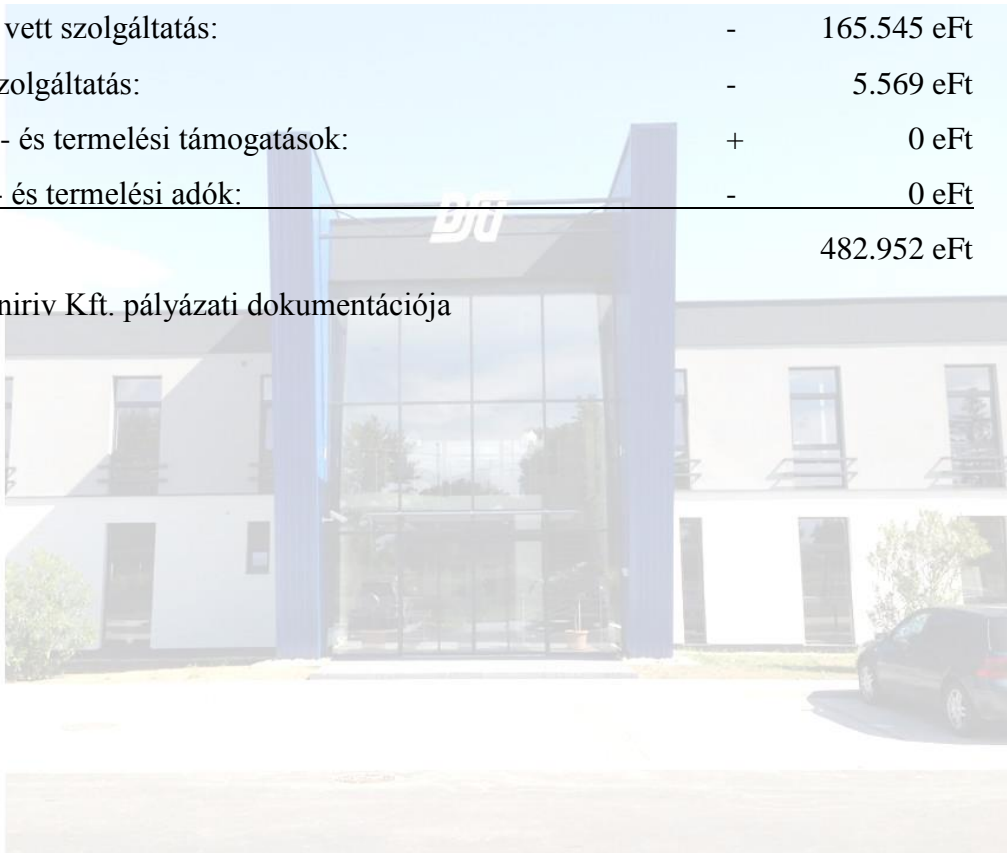 vett szolgáltatás: - 165.545 eFt
zolgáltatás: - 5.569 eFt
- és termelési támogatások: + 0 eFt
- és termelési adók: - 0 eFt
482.952 eFt
niriv Kft. pályázati dokumentációja